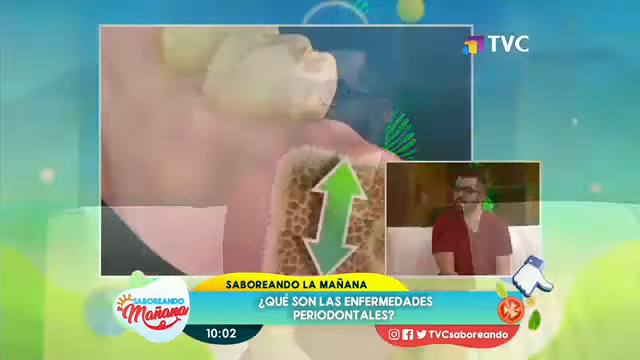 TVC
SABOREANDO LA MAÑANA
¿QUÉ SON LAS ENFERMEDADES
PERIODONTALES?
SABOREANDO
la Mañana
10:02
TVCsaboreando